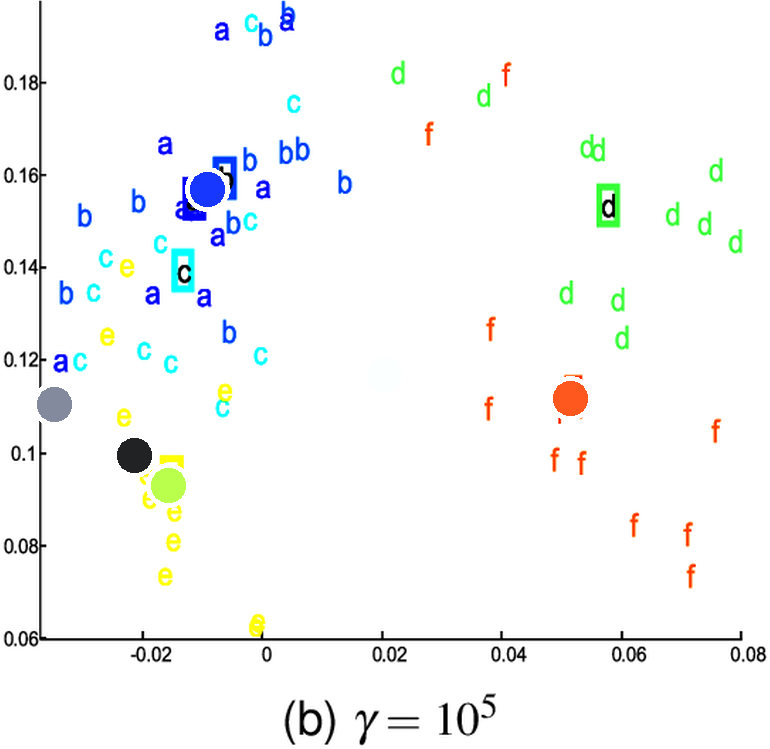 a c b a b
0.18 d d f
c f
a b b b d d
0.16 b a b d
b b a b c d d d d
c a
0.14 c e c
b c a a d d
e b f d
0.12 a c c c c
e c f f
e
0.1 f f
e e
0.08 e f f
e f
e
0.06
-0.02 0 0.02 0.04 0.06 0.08
(b) γ = 10⁵